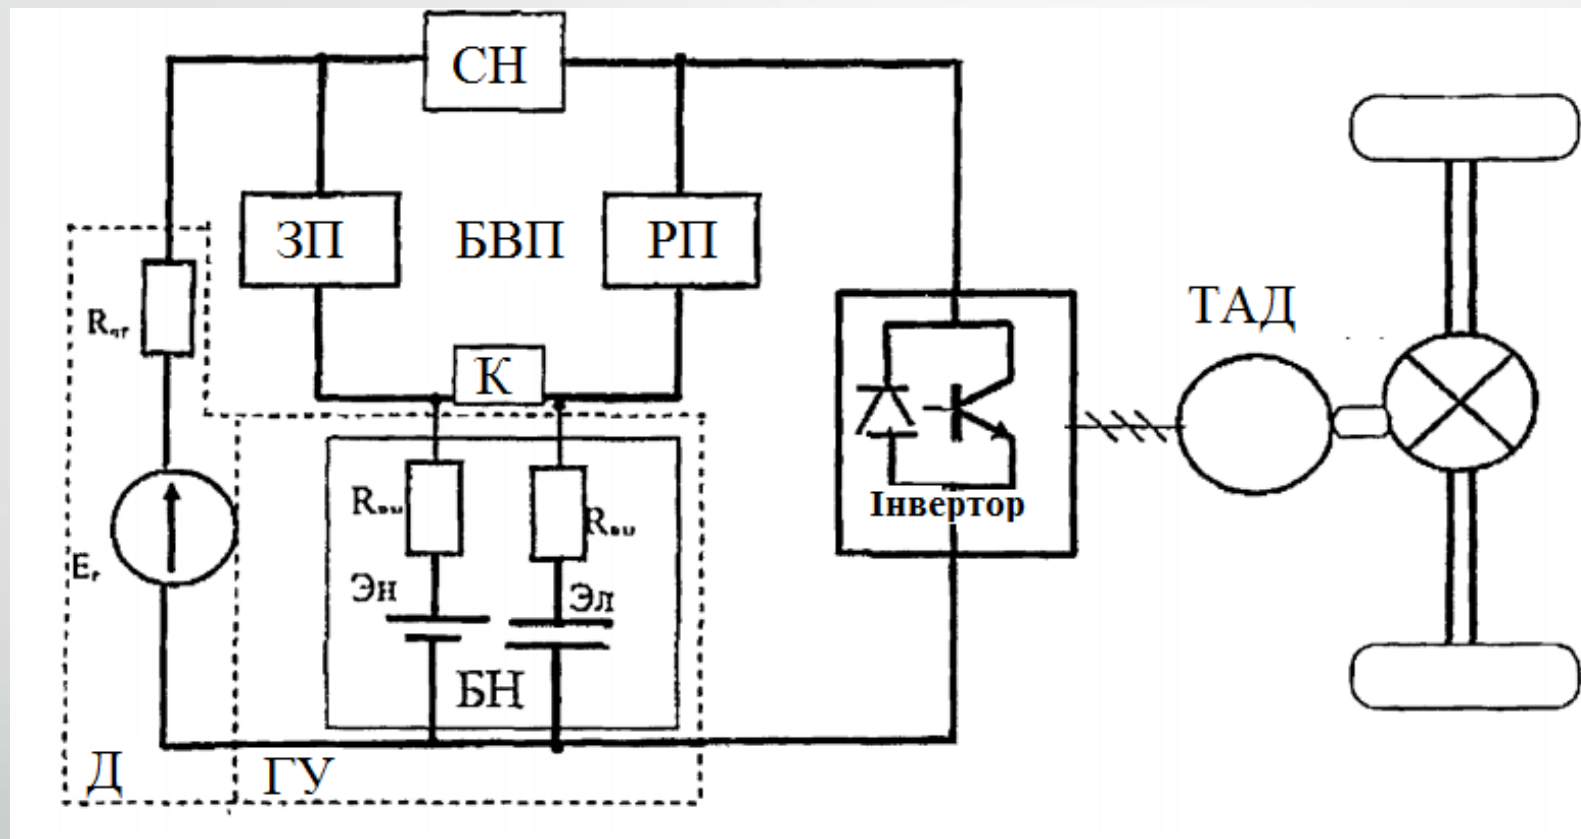 СН
ЗП
БВП
РП
ТАД
К
Інвертор
Эн
Эл
БН
Д
ГУ